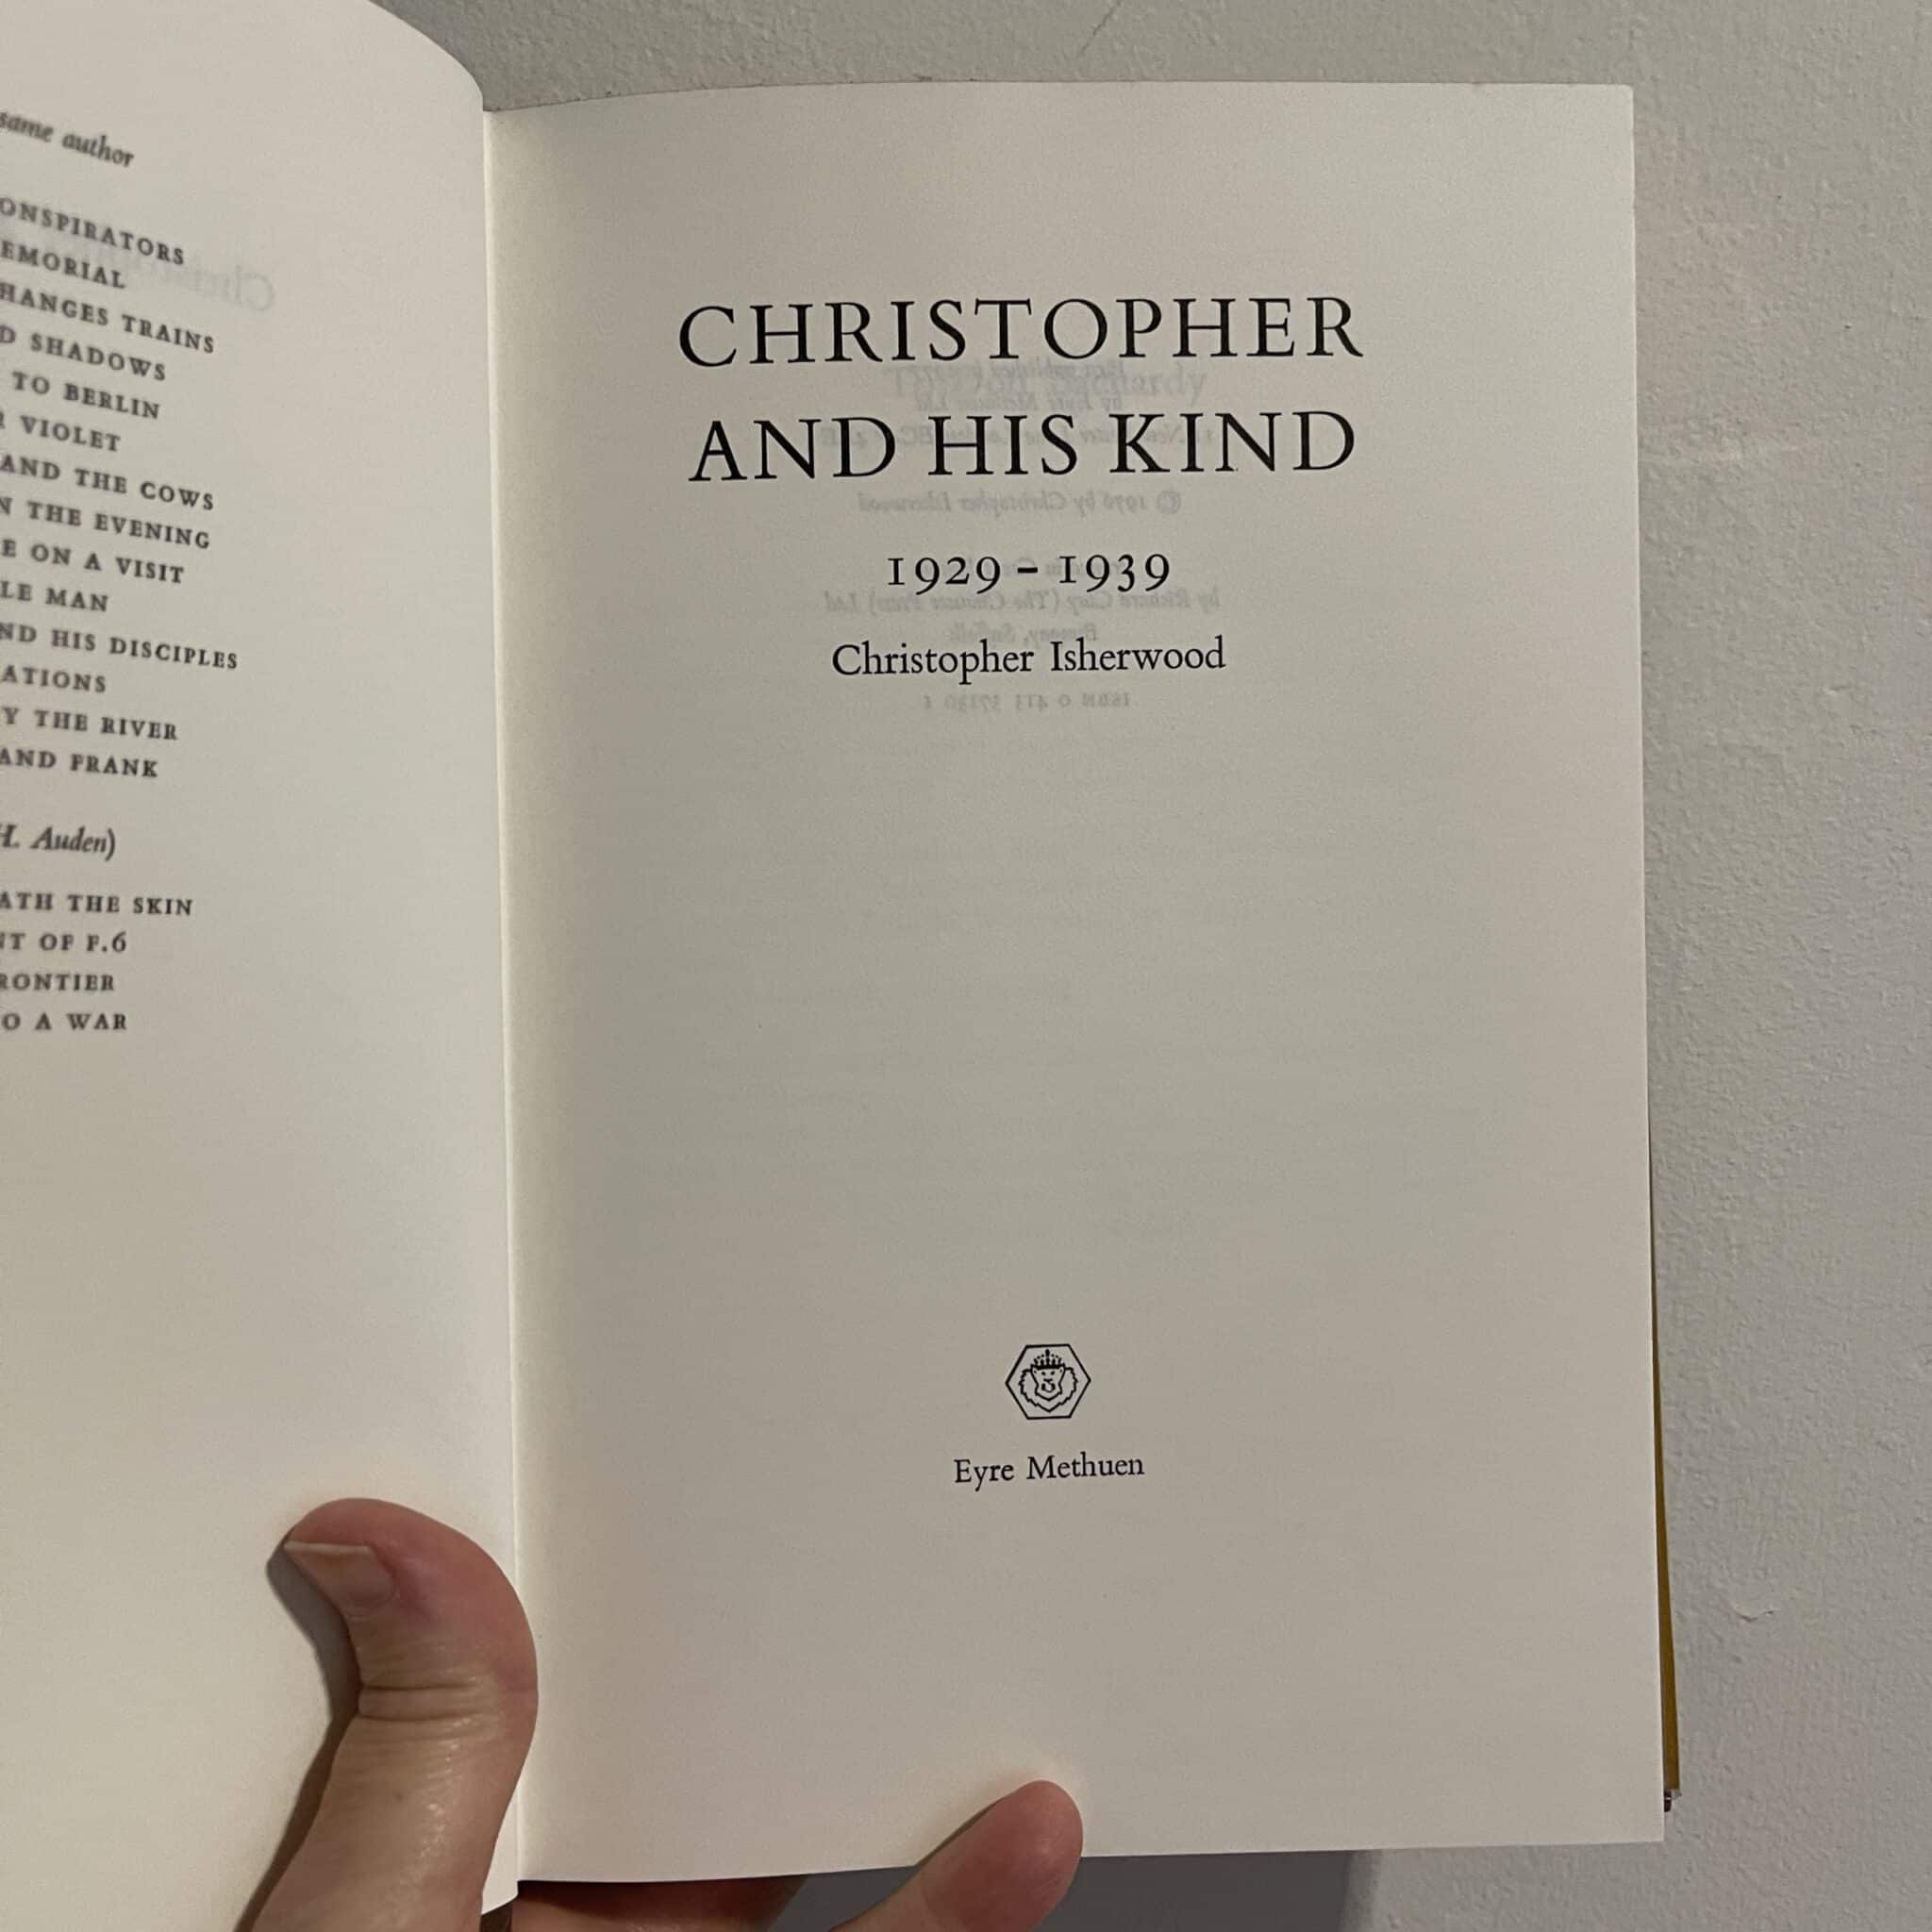 same author
ONSPIRATORS
EMORIAL
HANGES TRAINS
D SHADOWS
TO BERLIN
R VIOLET
AND THE COWS
N THE EVENING
E ON A VISIT
LE MAN
ND HIS DISCIPLES
ATIONS
Y THE RIVER
AND FRANK
H. Auden)
ATH THE SKIN
NT OF F.6
RONTIER
O A WAR
CHRISTOPHER
AND HIS KIND
1929 – 1939
Christopher Isherwood
Eyre Methuen